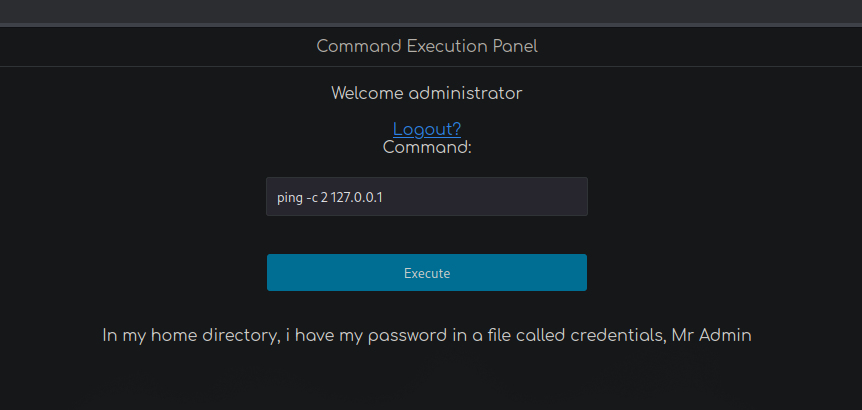 Command Execution Panel
Welcome administrator
Logout?
Command:
ping -c 2 127.0.0.1
Execute
In my home directory, i have my password in a file called credentials, Mr Admin